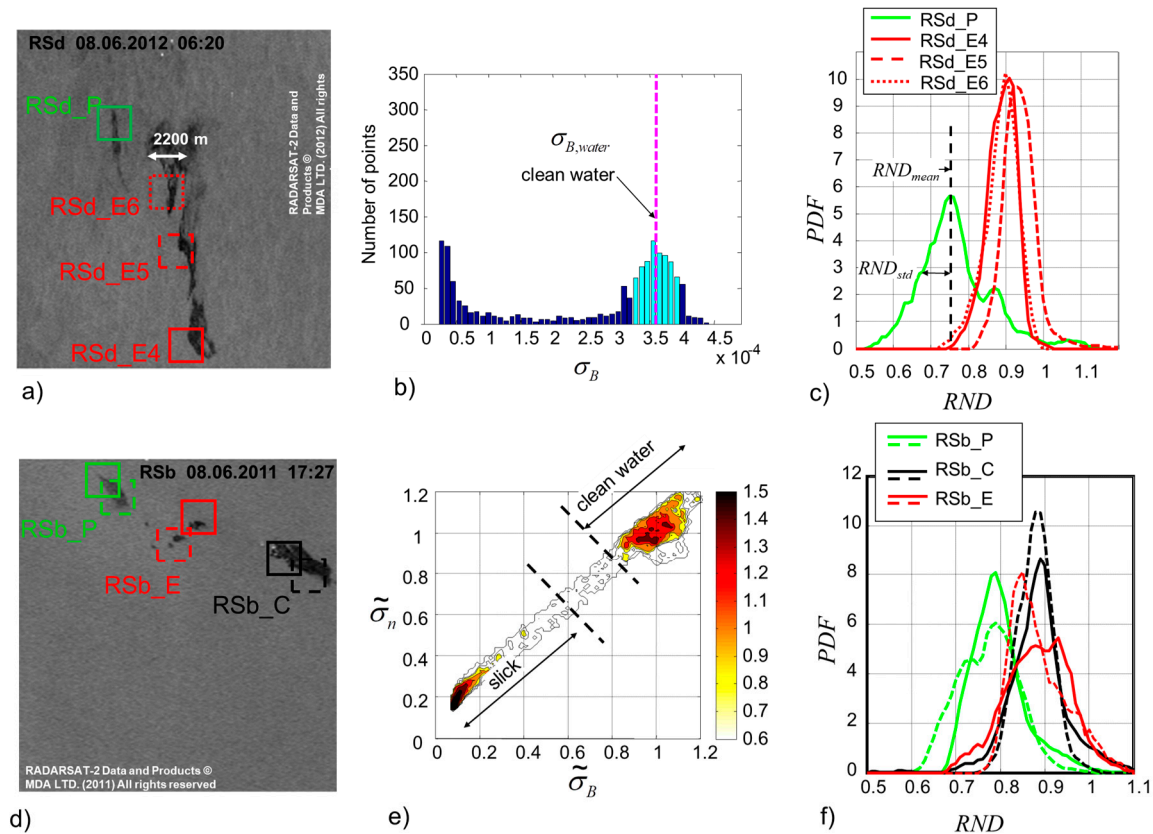 RSd 08.06.2012 06:20
RSd_P
2200 m
RSd_E6
RSd_E5
RSd_E4
RADARSAT-2 Data and
Products ©
MDA LTD. (2012) All rights
reserved
a)
350
300
250
200
150
100
50
0
Number of points
σB,water
clean water
0.5 1 1.5 2 2.5 3 3.5 4 4.5
x 10-4
σB
b)
RSd_P
RSd_E4
RSd_E5
RSd_E6
10
9
8
7
6
5
4
3
2
1
0
PDF
RNDmean
RNDstd
0.5 0.6 0.7 0.8 0.9 1 1.1
RND
c)
RSb 08.06.2011 17:27
RSb_P
RSb_E
RSb_C
RADARSAT-2 Data and Products ©
MDA LTD. (2011) All rights reserved
d)
1.2
1
0.8
0.6
0.4
0.2
0
σ̃n
clean water
slick
0 0.2 0.4 0.6 0.8 1.0 1.2
σ̃B
1.5
1.4
1.3
1.2
1.1
1
0.9
0.8
0.7
0.6
e)
RSb_P
RSb_C
RSb_E
12
10
8
6
4
2
0
PDF
0.5 0.6 0.7 0.8 0.9 1 1.1
RND
f)